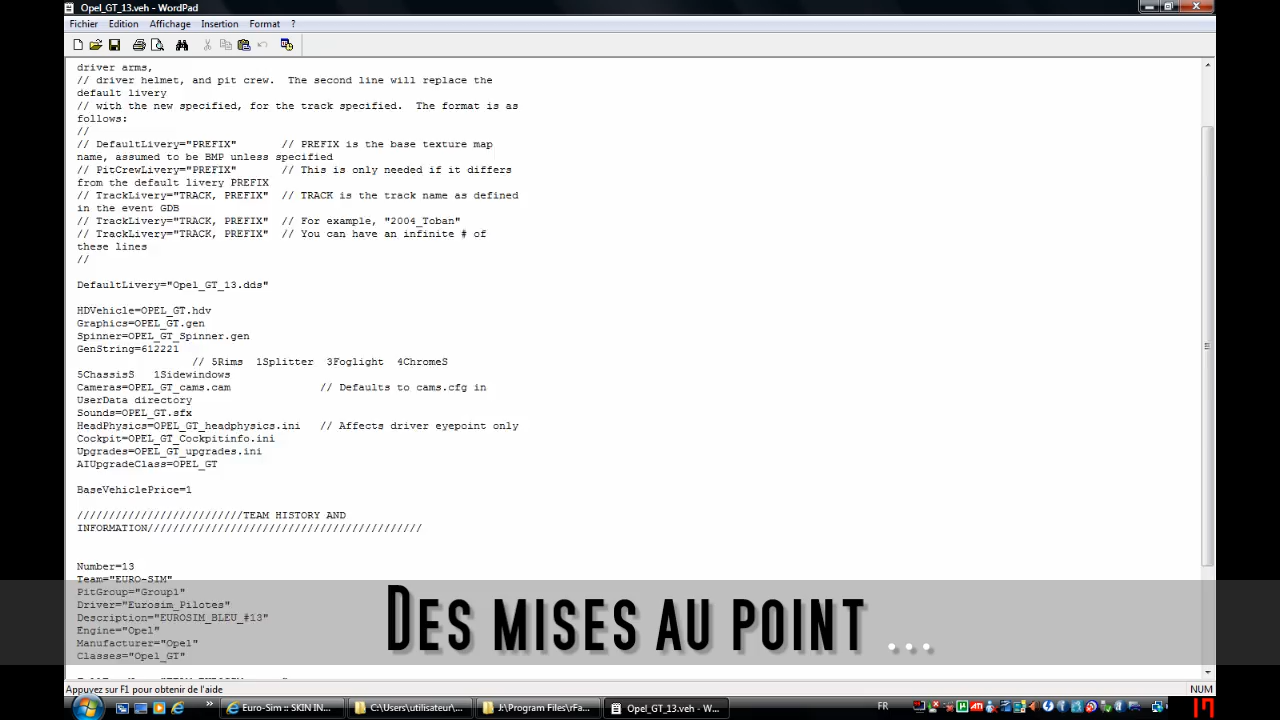 Opel_GT_13.veh - WordPad
Fichier Edition Affichage Insertion Format ?
driver arms,
// driver helmet, and pit crew.  The second line will replace the
default livery
// with the new specified, for the track specified.  The format is as
follows:
//
// DefaultLivery="PREFIX"       // PREFIX is the base texture map
name, assumed to be BMP unless specified
// PitCrewLivery="PREFIX"       // This is only needed if it differs
from the default livery PREFIX
// TrackLivery="TRACK, PREFIX"  // TRACK is the track name as defined
in the event GDB
// TrackLivery="TRACK, PREFIX"  // For example, "2004_Toban"
// TrackLivery="TRACK, PREFIX"  // You can have an infinite # of
these lines
//
DefaultLivery="Opel_GT_13.dds"
HDVehicle=OPEL_GT.hdv
Graphics=OPEL_GT.gen
Spinner=OPEL_GT_Spinner.gen
GenString=612221
// 5Rims  1Splitter  3Foglight  4ChromeS
5ChassisS   1Sidewindows
Cameras=OPEL_GT_cams.cam              // Defaults to cams.cfg in
UserData directory
Sounds=OPEL_GT.sfx
HeadPhysics=OPEL_GT_headphysics.ini   // Affects driver eyepoint only
Cockpit=OPEL_GT_Cockpitinfo.ini
Upgrades=OPEL_GT_upgrades.ini
AIUpgradeClass=OPEL_GT
BaseVehiclePrice=1
//////////////////////////TEAM HISTORY AND
INFORMATION///////////////////////////////////////////
Number=13
Team="EURO-SIM"
PitGroup="Group1"
Driver="Eurosim_Pilotes"
Description="EUROSIM_BLEU_#13"
Engine="Opel"
Manufacturer="Opel"
Classes="Opel_GT"
Des mises au point ...
Appuyez sur F1 pour obtenir de l'aide
NUM
Euro-Sim :: SKIN IN...
C:\Users\utilisateur\...
J:\Program Files\rFa...
Opel_GT_13.veh - W...
FR
17